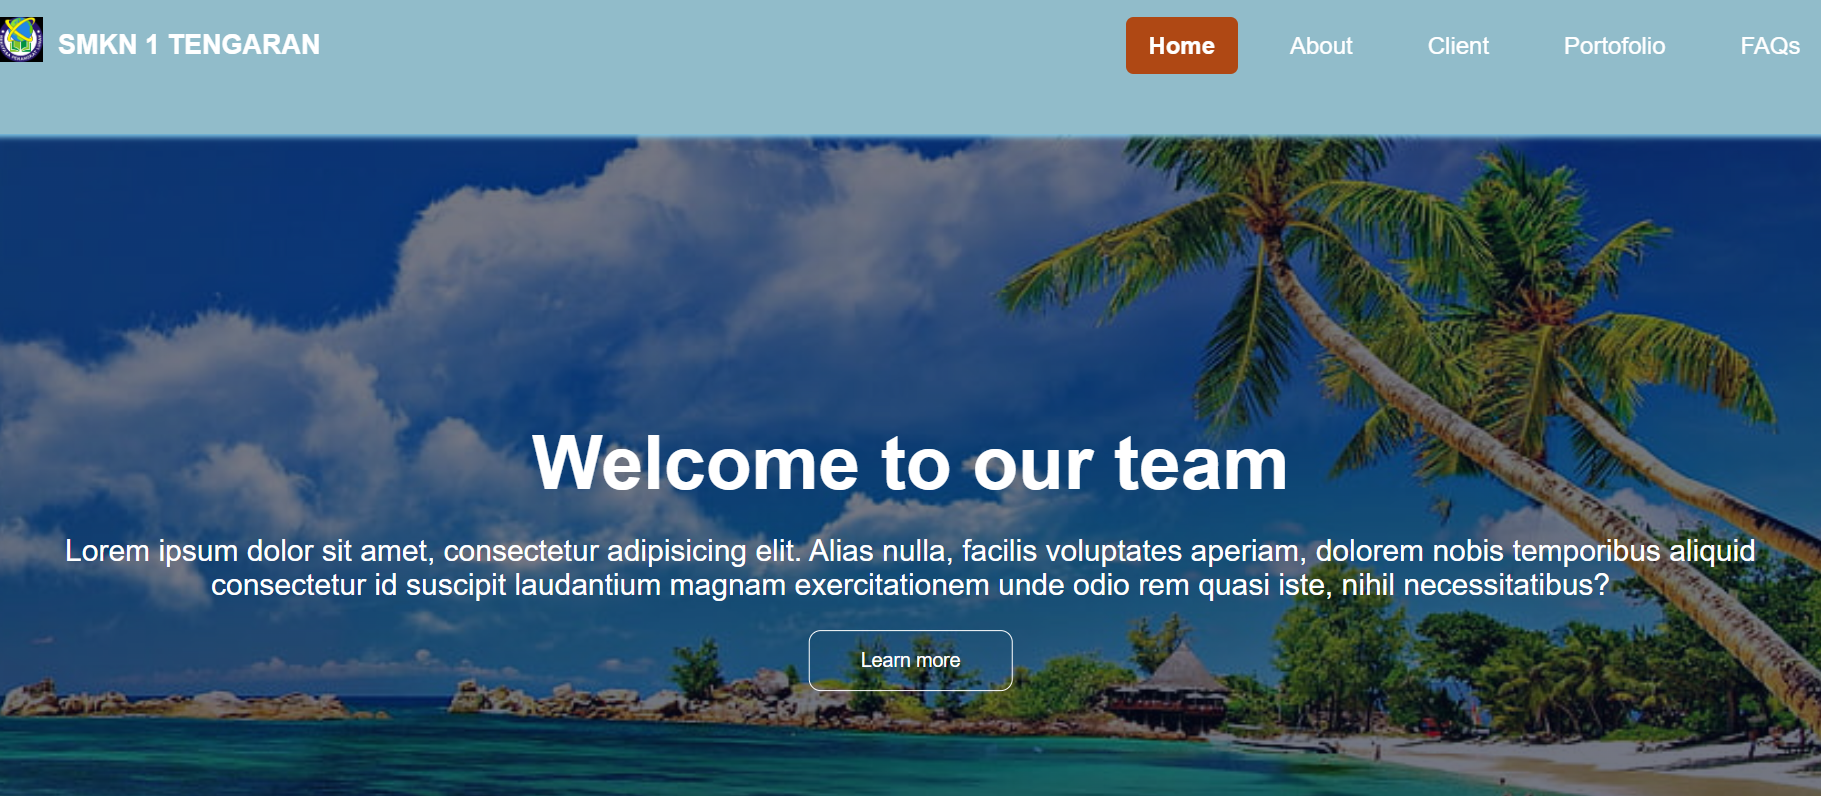 SMKN 1 TENGARAN
Home
About
Client
Portofolio
FAQs
Welcome to our team
Lorem ipsum dolor sit amet, consectetur adipisicing elit. Alias nulla, facilis voluptates aperiam, dolorem nobis temporibus aliquid
consectetur id suscipit laudantium magnam exercitationem unde odio rem quasi iste, nihil necessitatibus?
Learn more